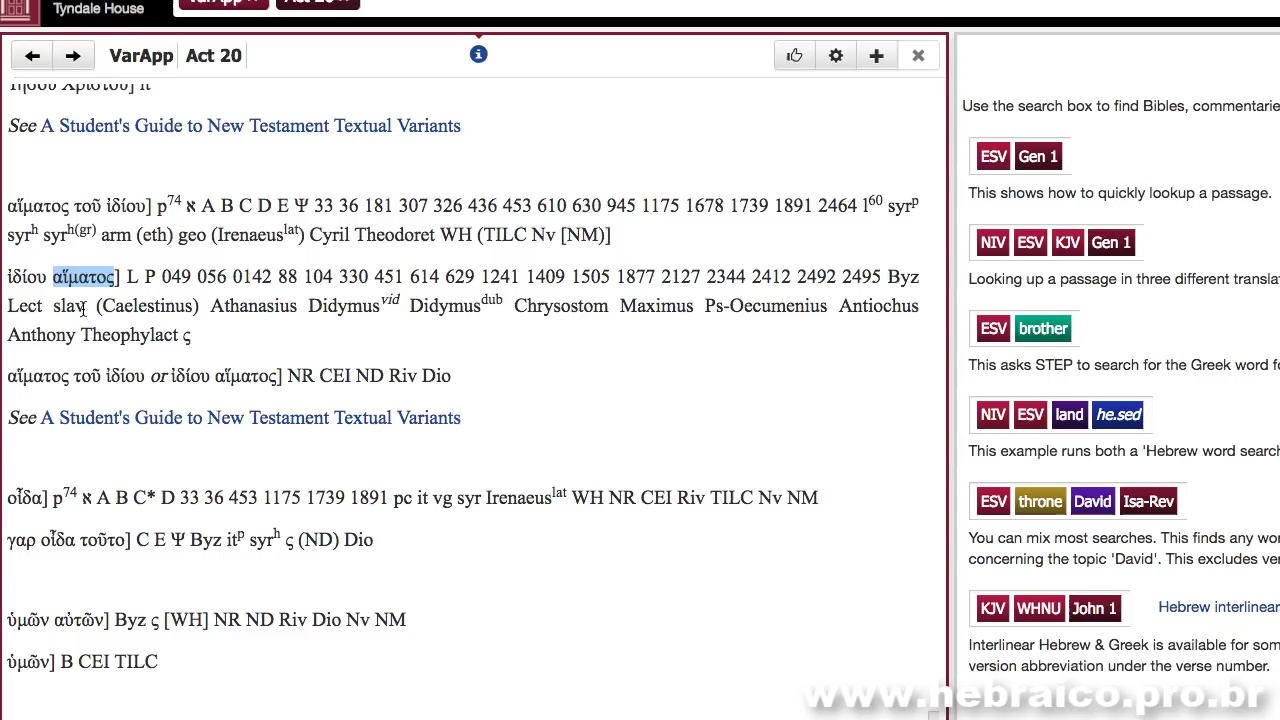 Tyndale House
VarApp Act 20
VarApp Act 20
Ἰησοῦ Χριστοῦ] it
See A Student's Guide to New Testament Textual Variants
αἵματος τοῦ ἰδίου] p74 א A B C D E Ψ 33 36 181 307 326 436 453 610 630 945 1175 1678 1739 1891 2464 l60 syrp
syrh syrh(gr) arm (eth) geo (Irenaeuslat) Cyril Theodoret WH (TILC Nv [NM)]
ἰδίου αἵματος] L P 049 056 0142 88 104 330 451 614 629 1241 1409 1505 1877 2127 2344 2412 2492 2495 Byz
Lect slav (Caelestinus) Athanasius Didymusvid Didymusdub Chrysostom Maximus Ps-Oecumenius Antiochus
Anthony Theophylact ς
αἵματος τοῦ ἰδίου or ἰδίου αἵματος] NR CEI ND Riv Dio
See A Student's Guide to New Testament Textual Variants
οἶδα] p74 א A B C* D 33 36 453 1175 1739 1891 pc it vg syr Irenaeuslat WH NR CEI Riv TILC Nv NM
γαρ οἶδα τοῦτο] C E Ψ Byz itp syrh ς (ND) Dio
ὑμῶν αὐτῶν] Byz ς [WH] NR ND Riv Dio Nv NM
ὑμῶν] B CEI TILC
Use the search box to find Bibles, commentarie
ESV Gen 1
This shows how to quickly lookup a passage.
NIV ESV KJV Gen 1
Looking up a passage in three different transla
ESV brother
This asks STEP to search for the Greek word fo
NIV ESV land he.sed
This example runs both a 'Hebrew word search
ESV throne David Isa-Rev
You can mix most searches. This finds any wor
concerning the topic 'David'. This excludes ve
KJV WHNU John 1 Hebrew interlinear
Interlinear Hebrew & Greek is available for som
version abbreviation under the verse number.
www.hebraico.pro.br